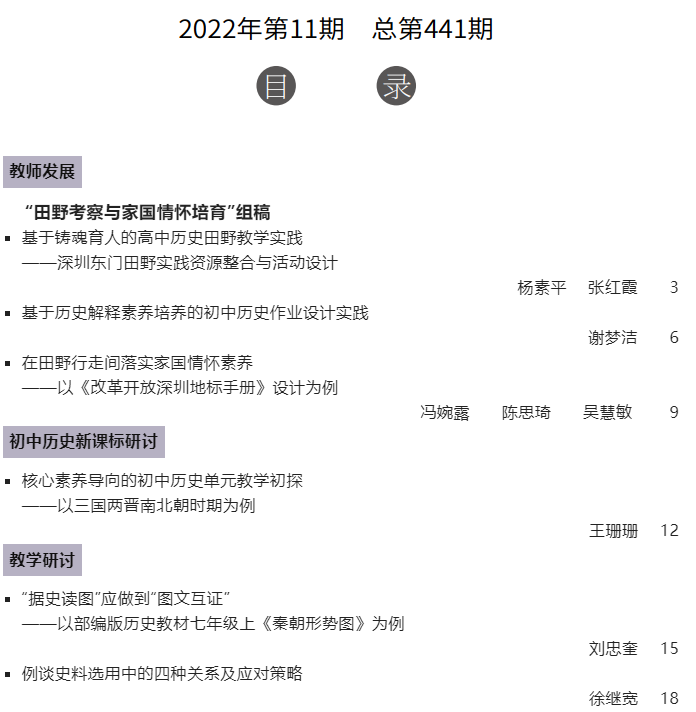 2022年第11期 总第441期
目 录
教师发展
“田野考察与家国情怀培育”组稿
基于铸魂育人的高中历史田野教学实践
——深圳东门田野实践资源整合与活动设计
杨素平 张红霞 3
基于历史解释素养培养的初中历史作业设计实践
谢梦洁 6
在田野行走间落实家国情怀素养
——以《改革开放深圳地标手册》设计为例
冯婉露 陈思琦 吴慧敏 9
初中历史新课标研讨
核心素养导向的初中历史单元教学初探
——以三国两晋南北朝时期为例
王珊珊 12
教学研讨
“据史读图”应做到“图文互证”
——以部编版历史教材七年级上《秦朝形势图》为例
刘忠奎 15
例谈史料选用中的四种关系及应对策略
徐继宽 18